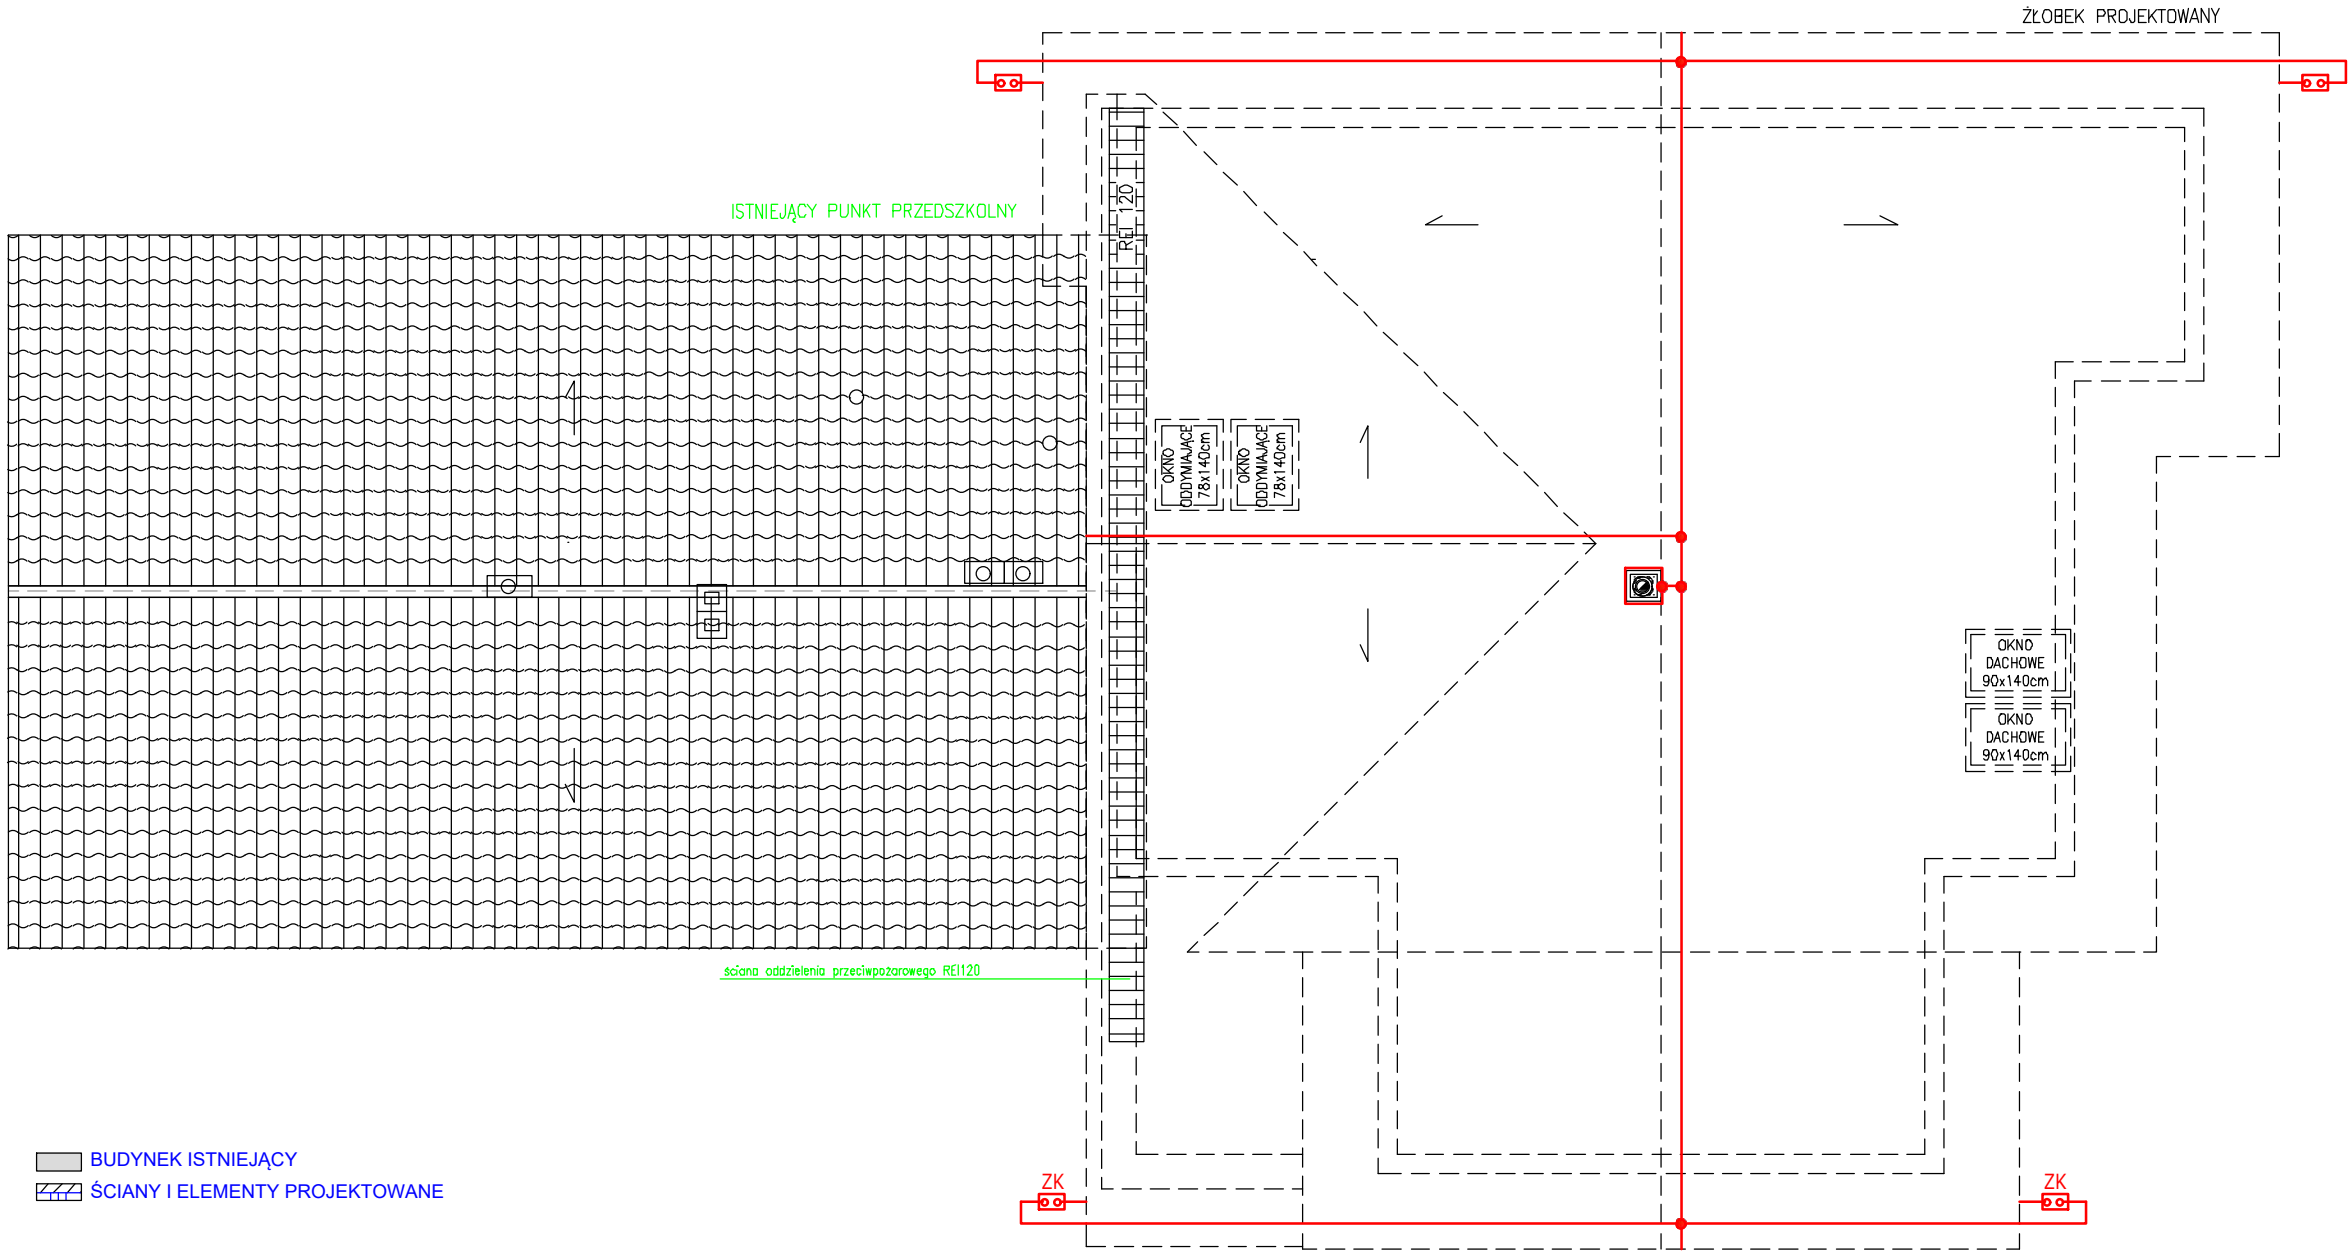 ŻŁOBEK PROJEKTOWANY
ISTNIEJĄCY PUNKT PRZEDSZKOLNY
REI 120
OKNO
ODDYMIAJĄCE
78x140cm
OKNO
ODDYMIAJĄCE
78x140cm
OKNO
DACHOWE
90x140cm
OKNO
DACHOWE
90x140cm
ściana oddzielenia przeciwpożarowego REI120
BUDYNEK ISTNIEJĄCY
ŚCIANY I ELEMENTY PROJEKTOWANE
ZK
ZK